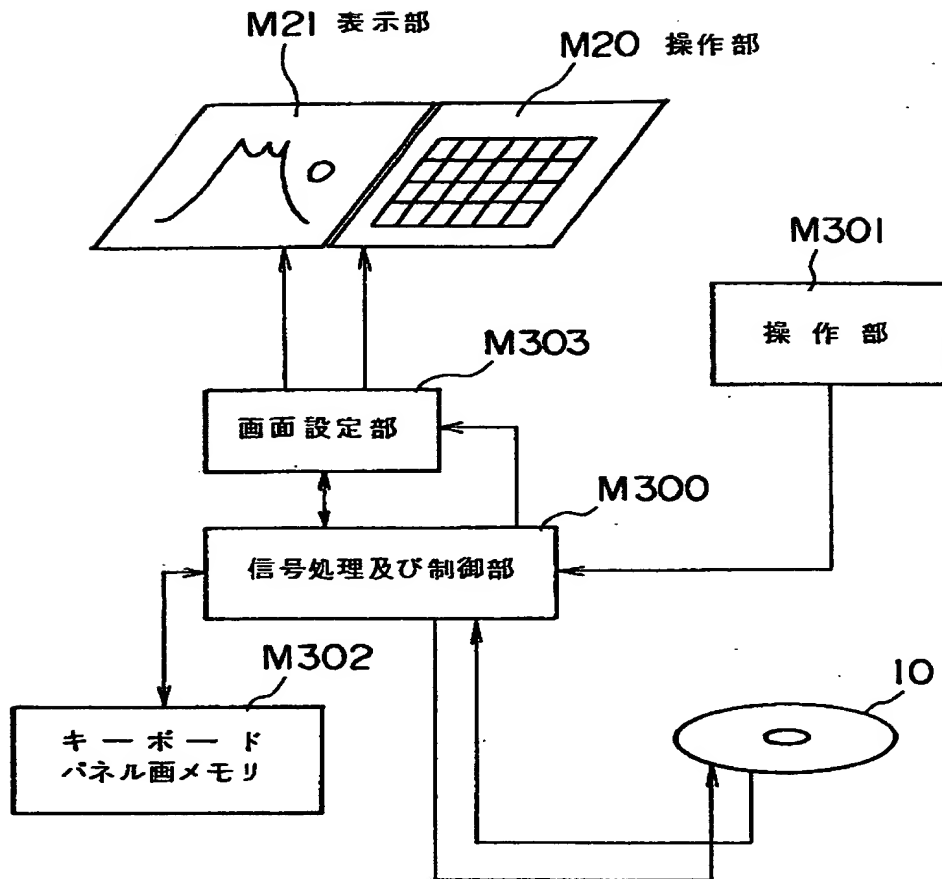 M21 表示部
M20 操作部
M301
操作部
M303
画面設定部
M300
信号処理及び制御部
M302
キーボード
パネル画メモリ
10